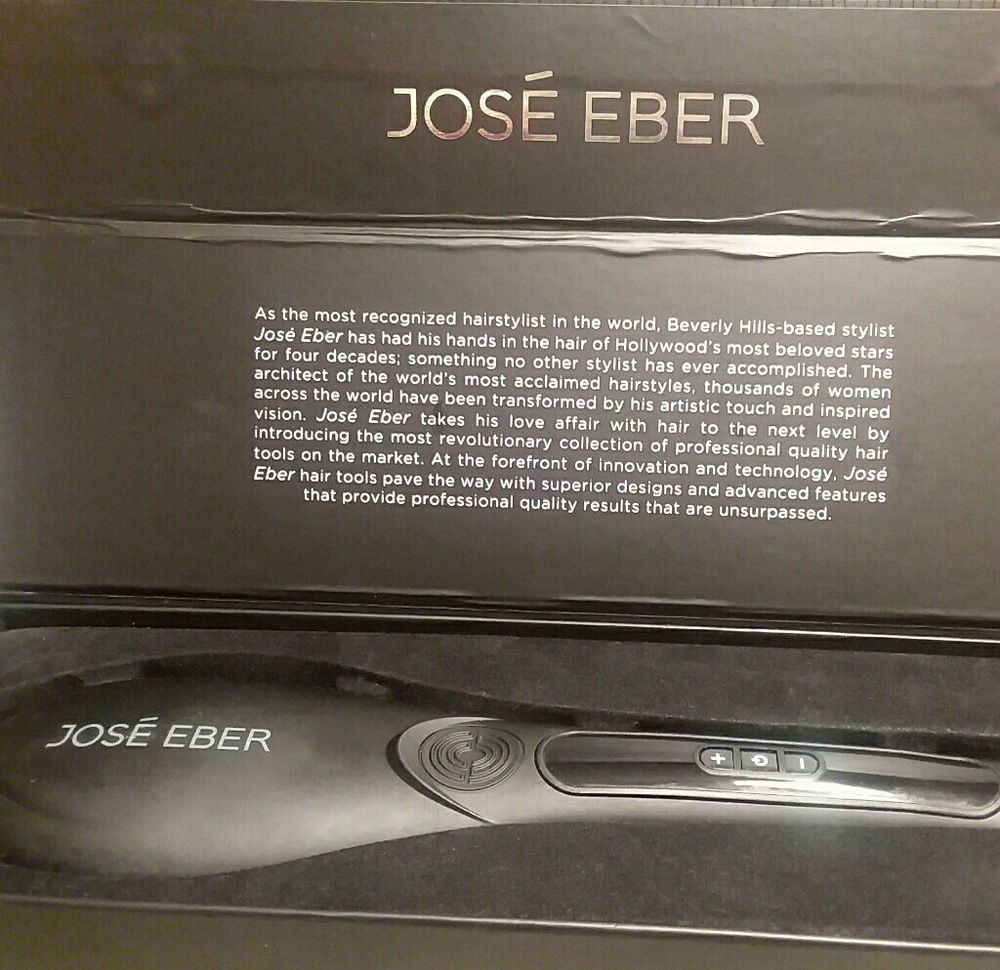 JOSÉ EBER
As the most recognized hairstylist in the world, Beverly Hills-based stylist
José Eber has had his hands in the hair of Hollywood's most beloved stars
for four decades; something no other stylist has ever accomplished. The
architect of the world's most acclaimed hairstyles, thousands of women
across the world have been transformed by his artistic touch and inspired
vision. José Eber takes his love affair with hair to the next level by
introducing the most revolutionary collection of professional quality hair
tools on the market. At the forefront of innovation and technology, José
Eber hair tools pave the way with superior designs and advanced features
that provide professional quality results that are unsurpassed.
JOSÉ EBER
+ −